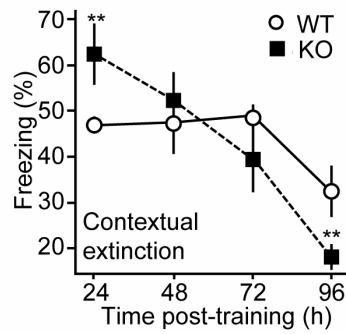 **
WT
KO
70
60
50
40
30
20
Freezing (%)
Contextual
extinction
**
24 48 72 96
Time post-training (h)